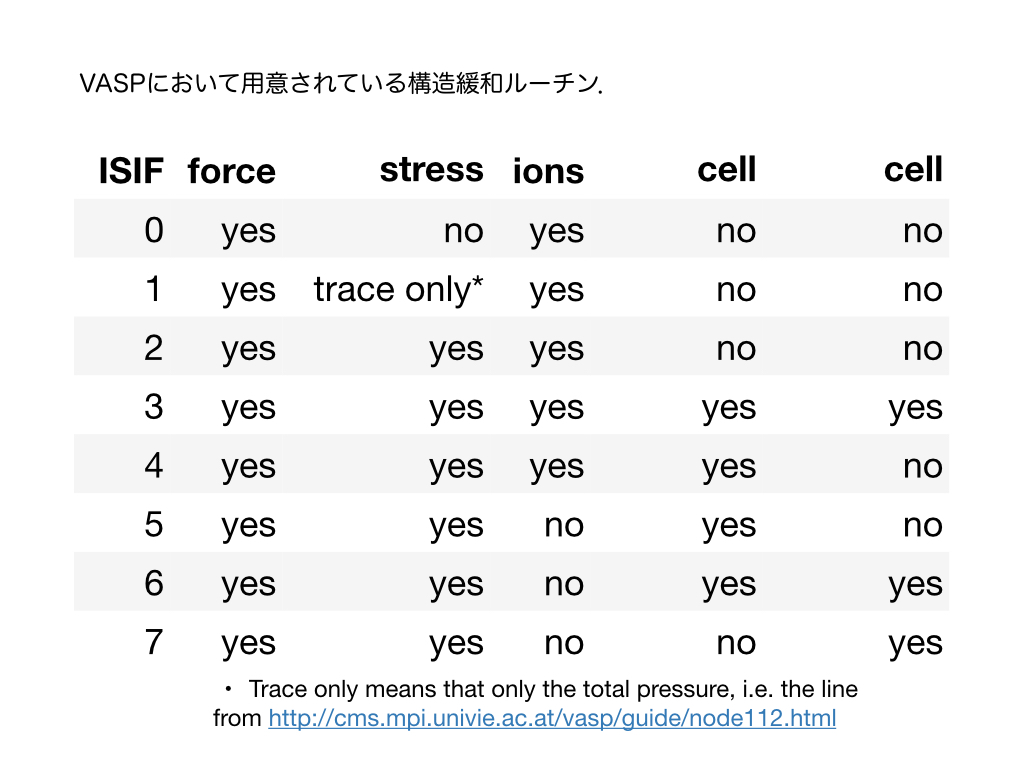 VASPにおいて用意されている構造緩和ルーチン．
ISIF force stress ions cell cell
0 yes no yes no no
1 yes trace only* yes no no
2 yes yes yes no no
3 yes yes yes yes yes
4 yes yes yes yes no
5 yes yes no yes no
6 yes yes no yes yes
7 yes yes no no yes
• Trace only means that only the total pressure, i.e. the line
from http://cms.mpi.univie.ac.at/vasp/guide/node112.html